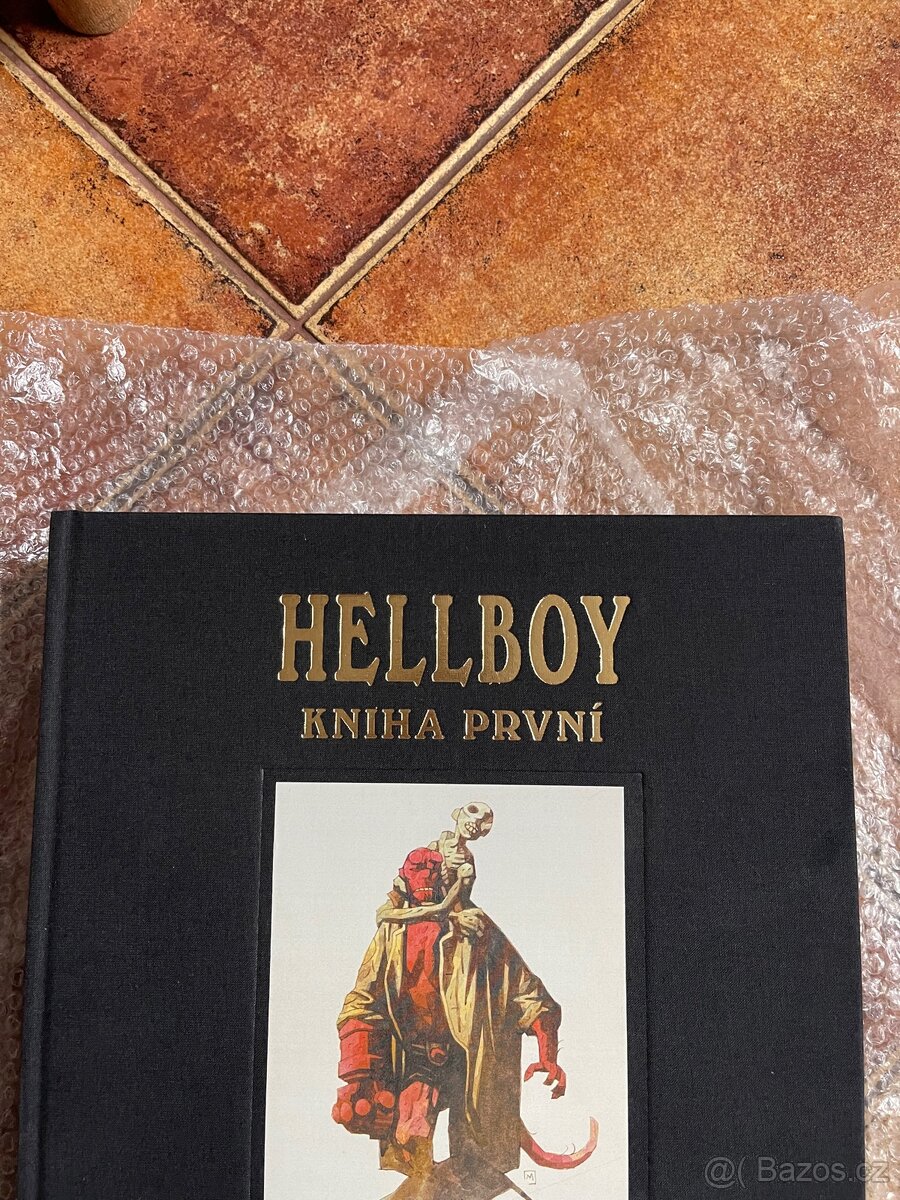 HELLBOY
KNIHA PRVNÍ
M
@( Bazos.cz